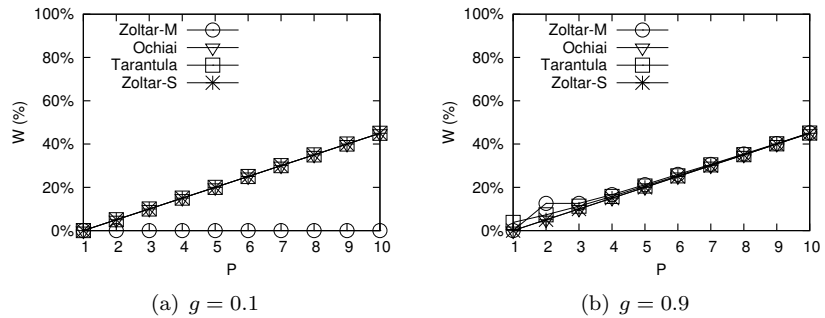 100%
80%
60%
40%
20%
0%
W (%)
1 2 3 4 5 6 7 8 9 10
P
Zoltar-M
Ochiai
Tarantula
Zoltar-S
(a) g = 0.1
100%
80%
60%
40%
20%
0%
W (%)
1 2 3 4 5 6 7 8 9 10
P
Zoltar-M
Ochiai
Tarantula
Zoltar-S
(b) g = 0.9